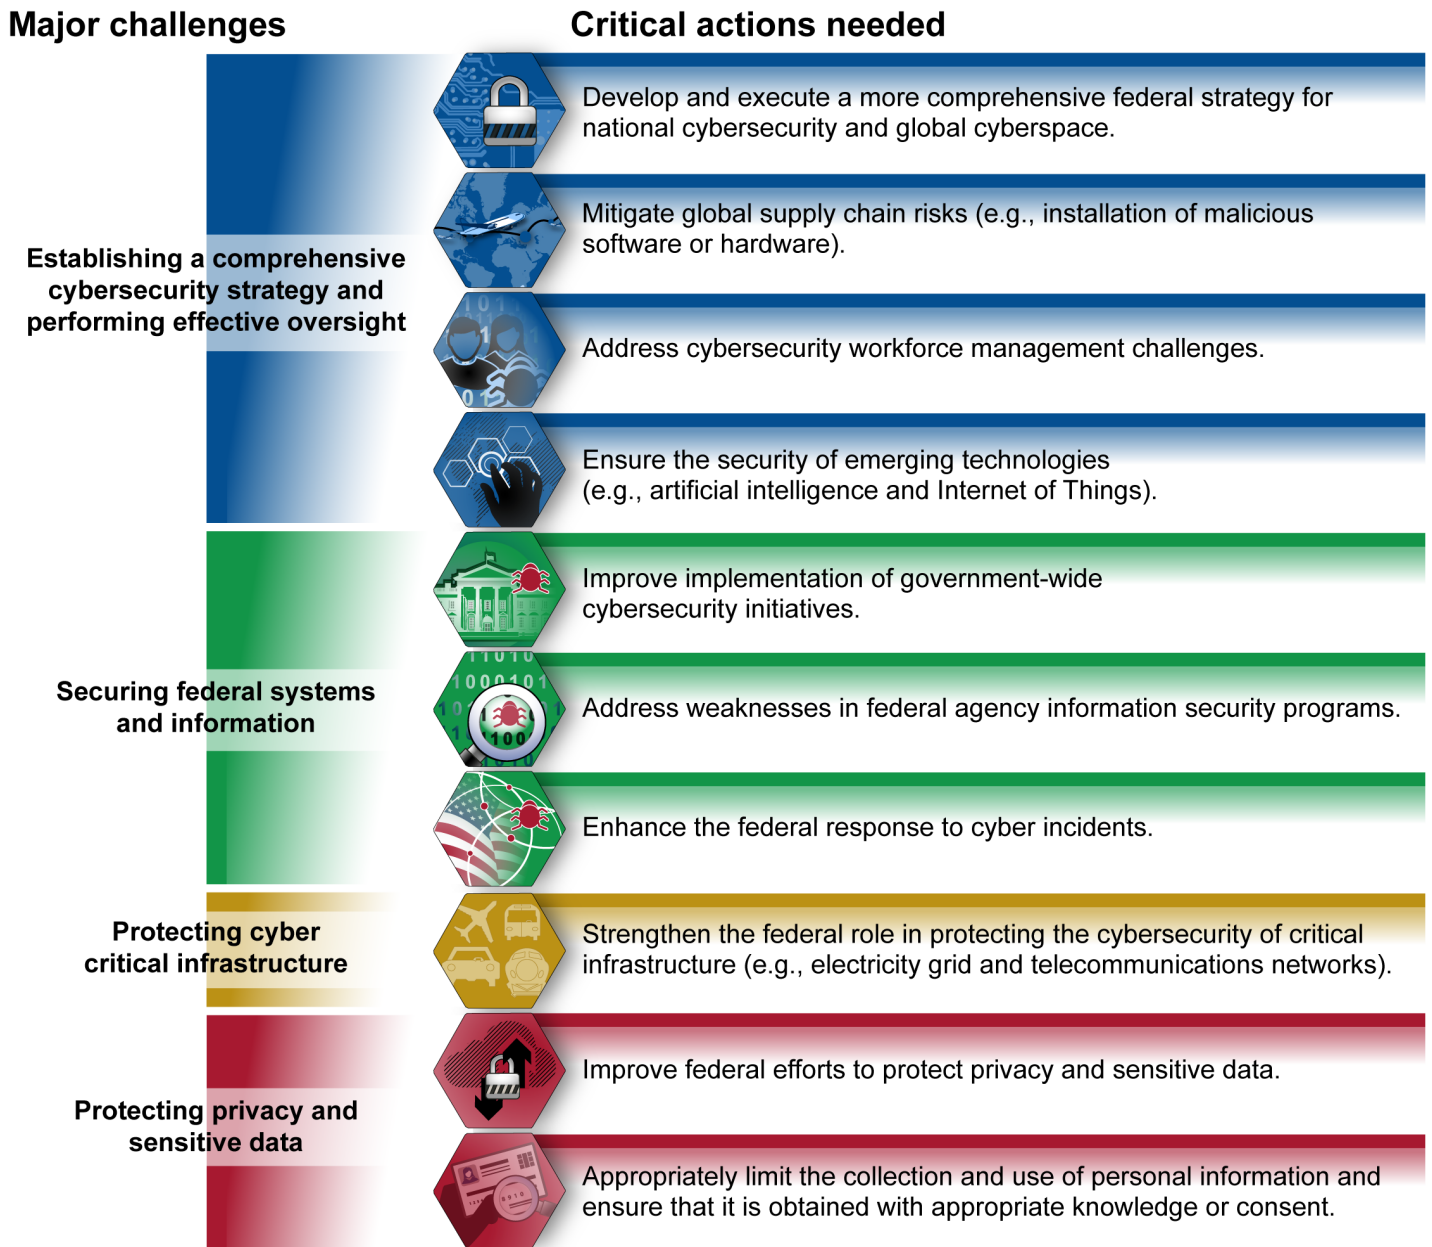 Major challenges
Critical actions needed
Establishing a comprehensive
cybersecurity strategy and
performing effective oversight
Develop and execute a more comprehensive federal strategy for
national cybersecurity and global cyberspace.
Mitigate global supply chain risks (e.g., installation of malicious
software or hardware).
Address cybersecurity workforce management challenges.
Ensure the security of emerging technologies
(e.g., artificial intelligence and Internet of Things).
Securing federal systems
and information
Improve implementation of government-wide
cybersecurity initiatives.
Address weaknesses in federal agency information security programs.
Enhance the federal response to cyber incidents.
Protecting cyber
critical infrastructure
Strengthen the federal role in protecting the cybersecurity of critical
infrastructure (e.g., electricity grid and telecommunications networks).
Protecting privacy and
sensitive data
Improve federal efforts to protect privacy and sensitive data.
Appropriately limit the collection and use of personal information and
ensure that it is obtained with appropriate knowledge or consent.